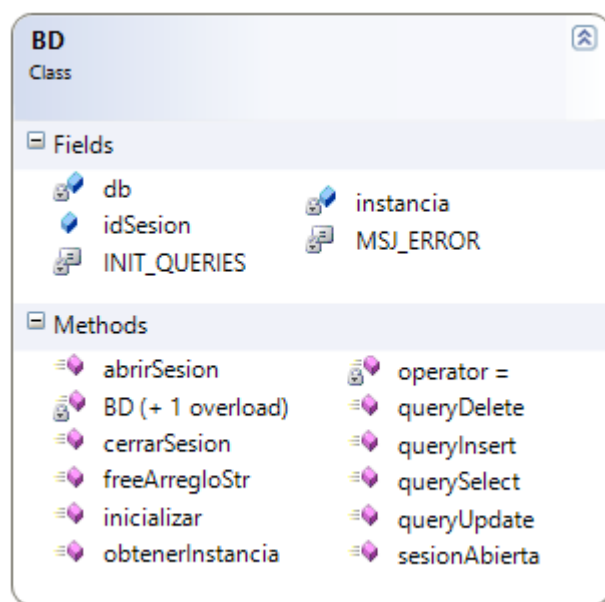 BD
Class
Fields
db
idSesion
INIT_QUERIES
instancia
MSJ_ERROR
Methods
abrirSesion
BD (+ 1 overload)
cerrarSesion
freeArregloStr
inicializar
obtenerInstancia
operator =
queryDelete
queryInsert
querySelect
queryUpdate
sesionAbierta